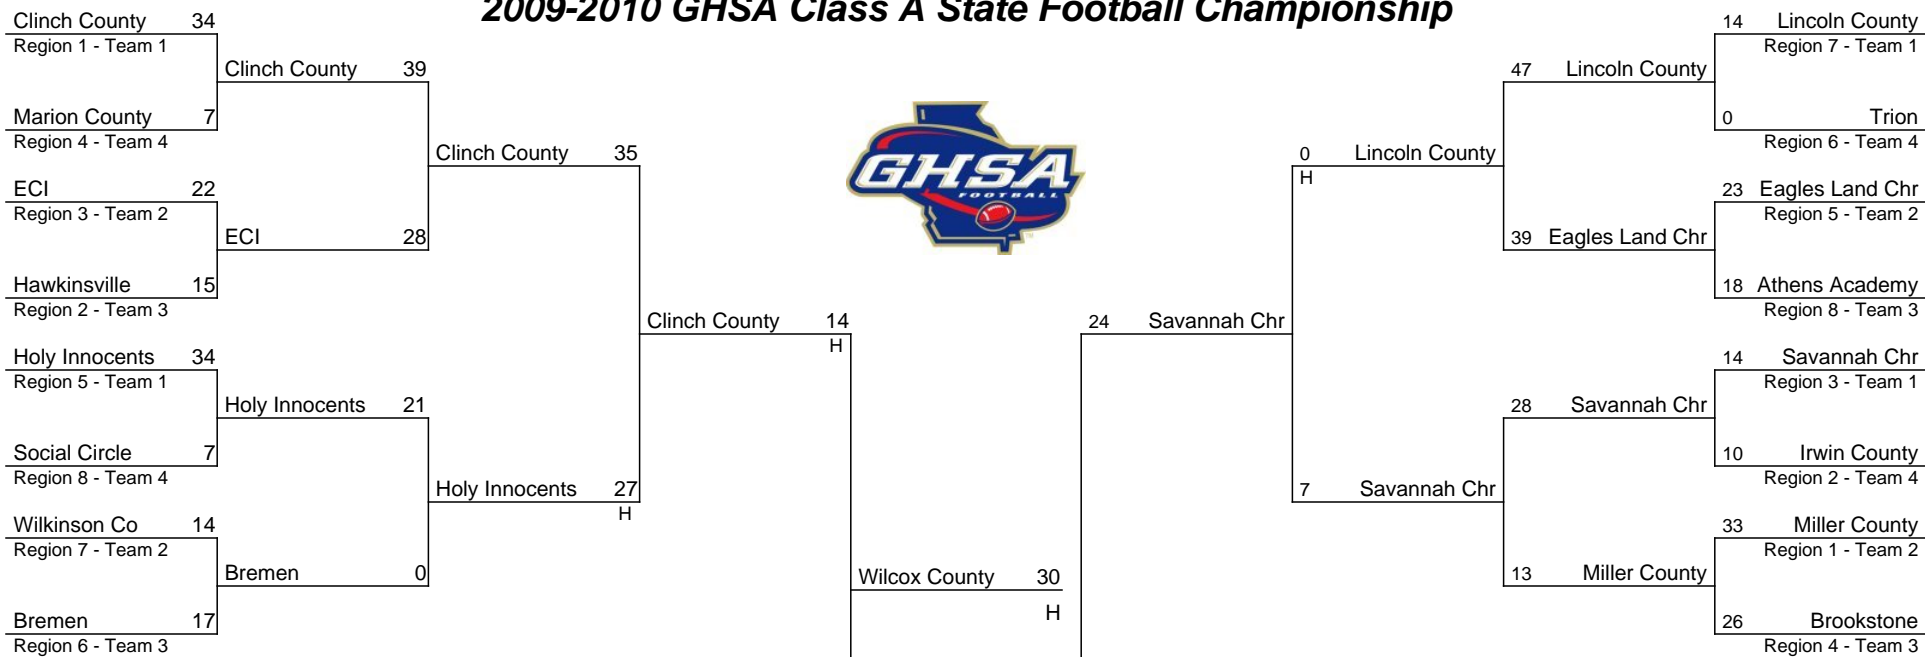 2009-2010 GHSA Class A State Football Championship
Clinch County 34
Region 1 - Team 1
Marion County 7
Region 4 - Team 4
ECI 22
Region 3 - Team 2
Hawkinsville 15
Region 2 - Team 3
Holy Innocents 34
Region 5 - Team 1
Social Circle 7
Region 8 - Team 4
Wilkinson Co 14
Region 7 - Team 2
Bremen 17
Region 6 - Team 3
Clinch County 39
ECI 28
Holy Innocents 21
Bremen 0
Clinch County 35
Holy Innocents 27
H
Clinch County 14
H
Wilcox County 30
H
GHSA
FOOTBALL
TM
24 Savannah Chr
0 Lincoln County
H
7 Savannah Chr
47 Lincoln County
39 Eagles Land Chr
28 Savannah Chr
13 Miller County
14 Lincoln County
Region 7 - Team 1
0 Trion
Region 6 - Team 4
23 Eagles Land Chr
Region 5 - Team 2
18 Athens Academy
Region 8 - Team 3
14 Savannah Chr
Region 3 - Team 1
10 Irwin County
Region 2 - Team 4
33 Miller County
Region 1 - Team 2
26 Brookstone
Region 4 - Team 3